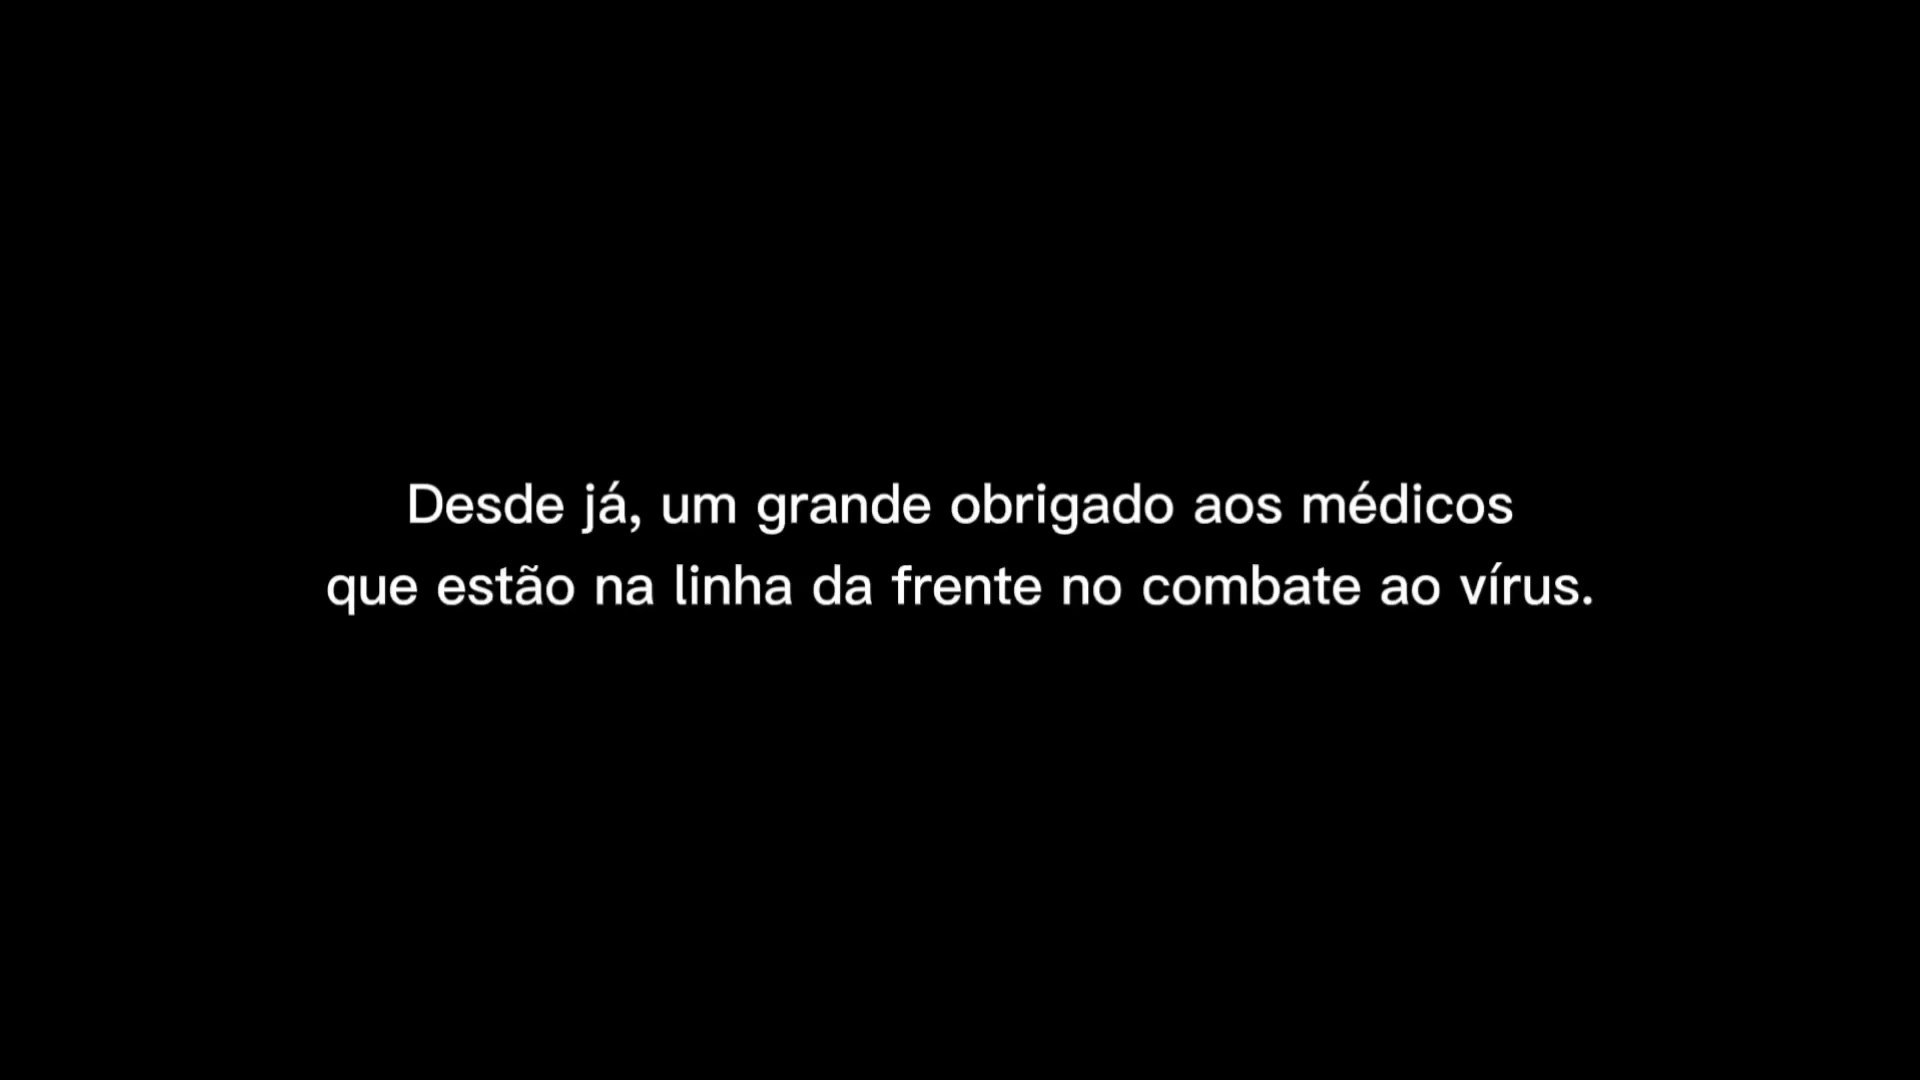 Desde já, um grande obrigado aos médicos
que estão na linha da frente no combate ao vírus.